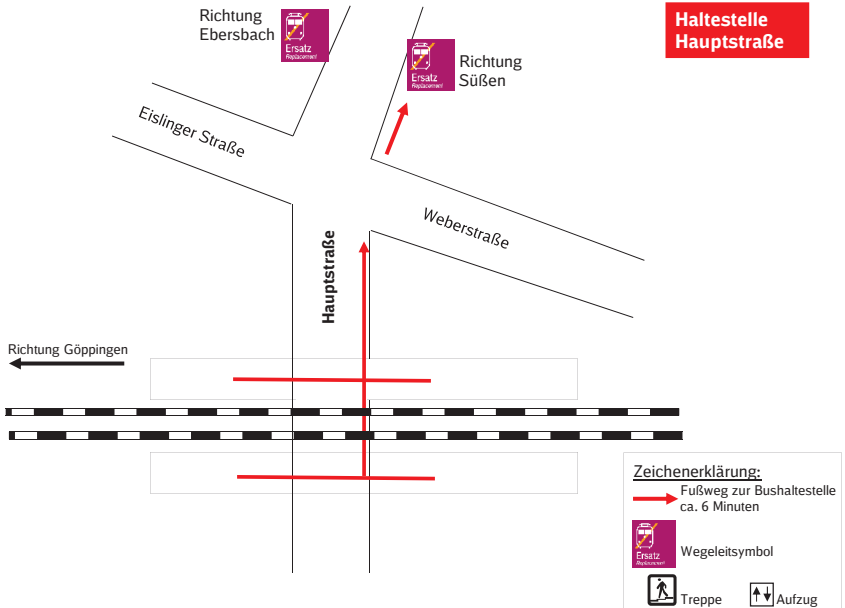 Richtung
Ebersbach
Ersatz
Replacement
Ersatz
Replacement
Richtung
Süßen
Haltestelle
Hauptstraße
Eislinger Straße
Weberstraße
Hauptstraße
Richtung Göppingen
Zeichenerklärung:
Fußweg zur Bushaltestelle
ca. 6 Minuten
Ersatz
Replacement
Wegeleitsymbol
Treppe
Aufzug